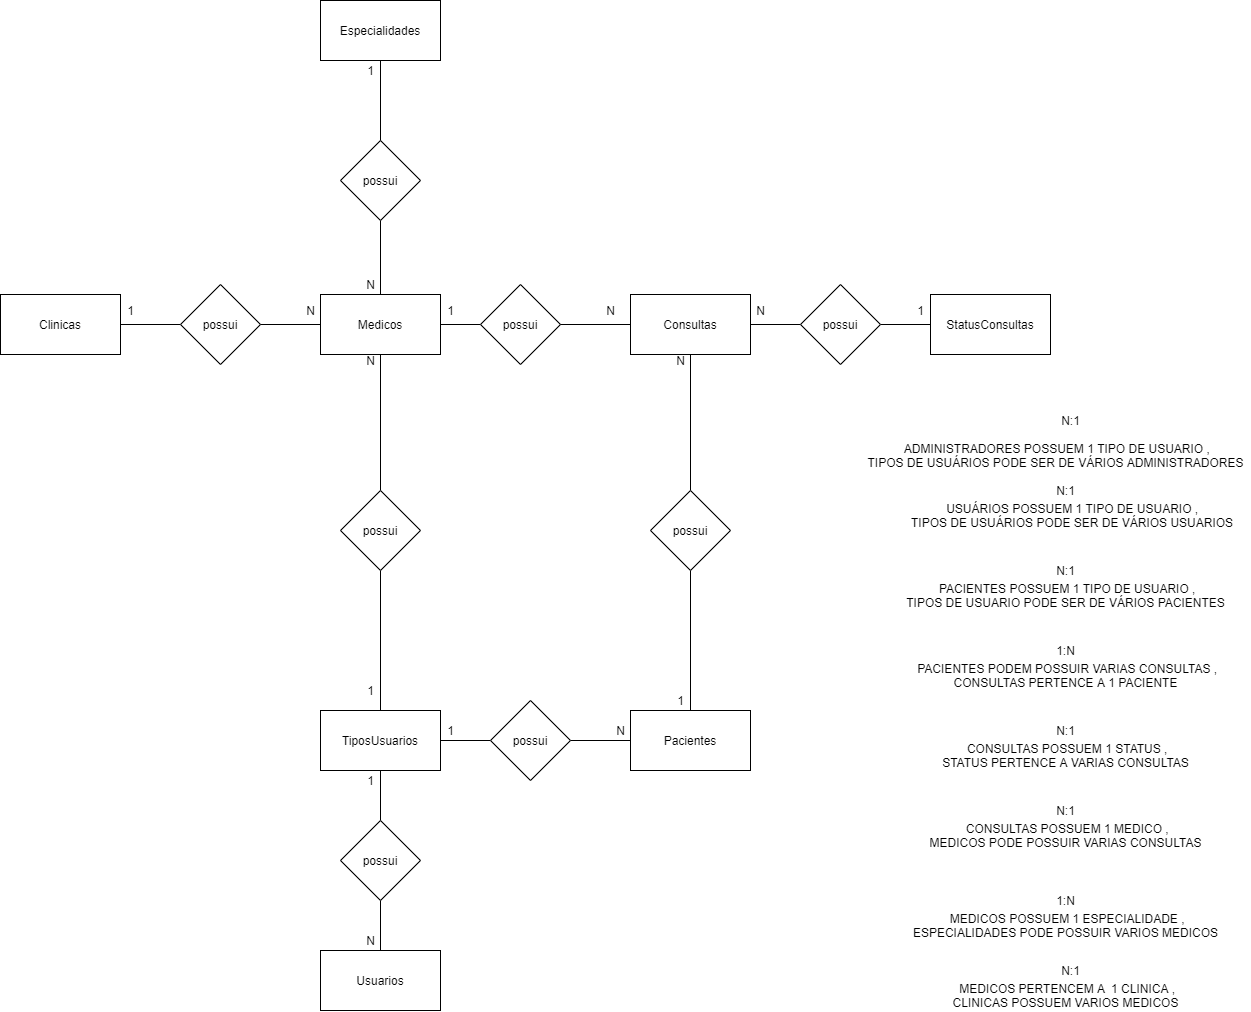 Especialidades
1
possui
N
Clinicas
1
possui
N
Medicos
1
possui
N
Consultas
N
possui
1
StatusConsultas
N
N
possui
possui
1
1
TiposUsuarios
1
possui
N
Pacientes
1
possui
N
Usuarios
N:1
ADMINISTRADORES POSSUEM 1 TIPO DE USUARIO ,
TIPOS DE USUÁRIOS PODE SER DE VÁRIOS ADMINISTRADORES
N:1
USUÁRIOS POSSUEM 1 TIPO DE USUARIO ,
TIPOS DE USUÁRIOS PODE SER DE VÁRIOS USUARIOS
N:1
PACIENTES POSSUEM 1 TIPO DE USUARIO ,
TIPOS DE USUARIO PODE SER DE VÁRIOS PACIENTES
1:N
PACIENTES PODEM POSSUIR VARIAS CONSULTAS ,
CONSULTAS PERTENCE A 1 PACIENTE
N:1
CONSULTAS POSSUEM 1 STATUS ,
STATUS PERTENCE A VARIAS CONSULTAS
N:1
CONSULTAS POSSUEM 1 MEDICO ,
MEDICOS PODE POSSUIR VARIAS CONSULTAS
1:N
MEDICOS POSSUEM 1 ESPECIALIDADE ,
ESPECIALIDADES PODE POSSUIR VARIOS MEDICOS
N:1
MEDICOS PERTENCEM A  1 CLINICA ,
CLINICAS POSSUEM VARIOS MEDICOS